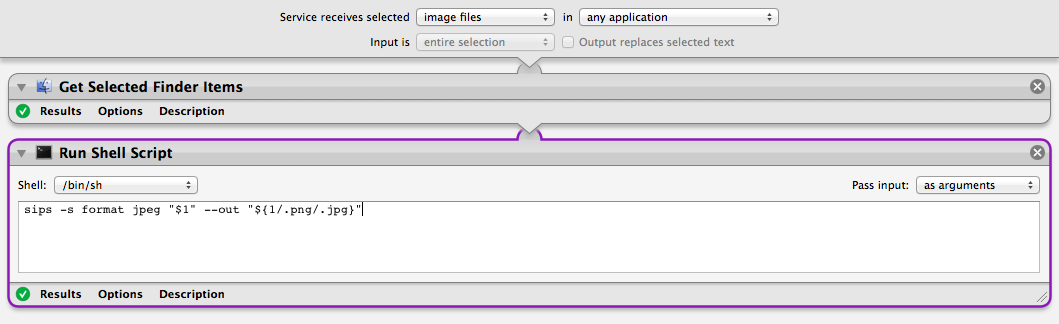 Service receives selected image files in any application
Input is entire selection Output replaces selected text
Get Selected Finder Items
Results Options Description
Run Shell Script
Shell: /bin/sh Pass input: as arguments
sips -s format jpeg "$1" --out "${1/.png/.jpg}"
Results Options Description